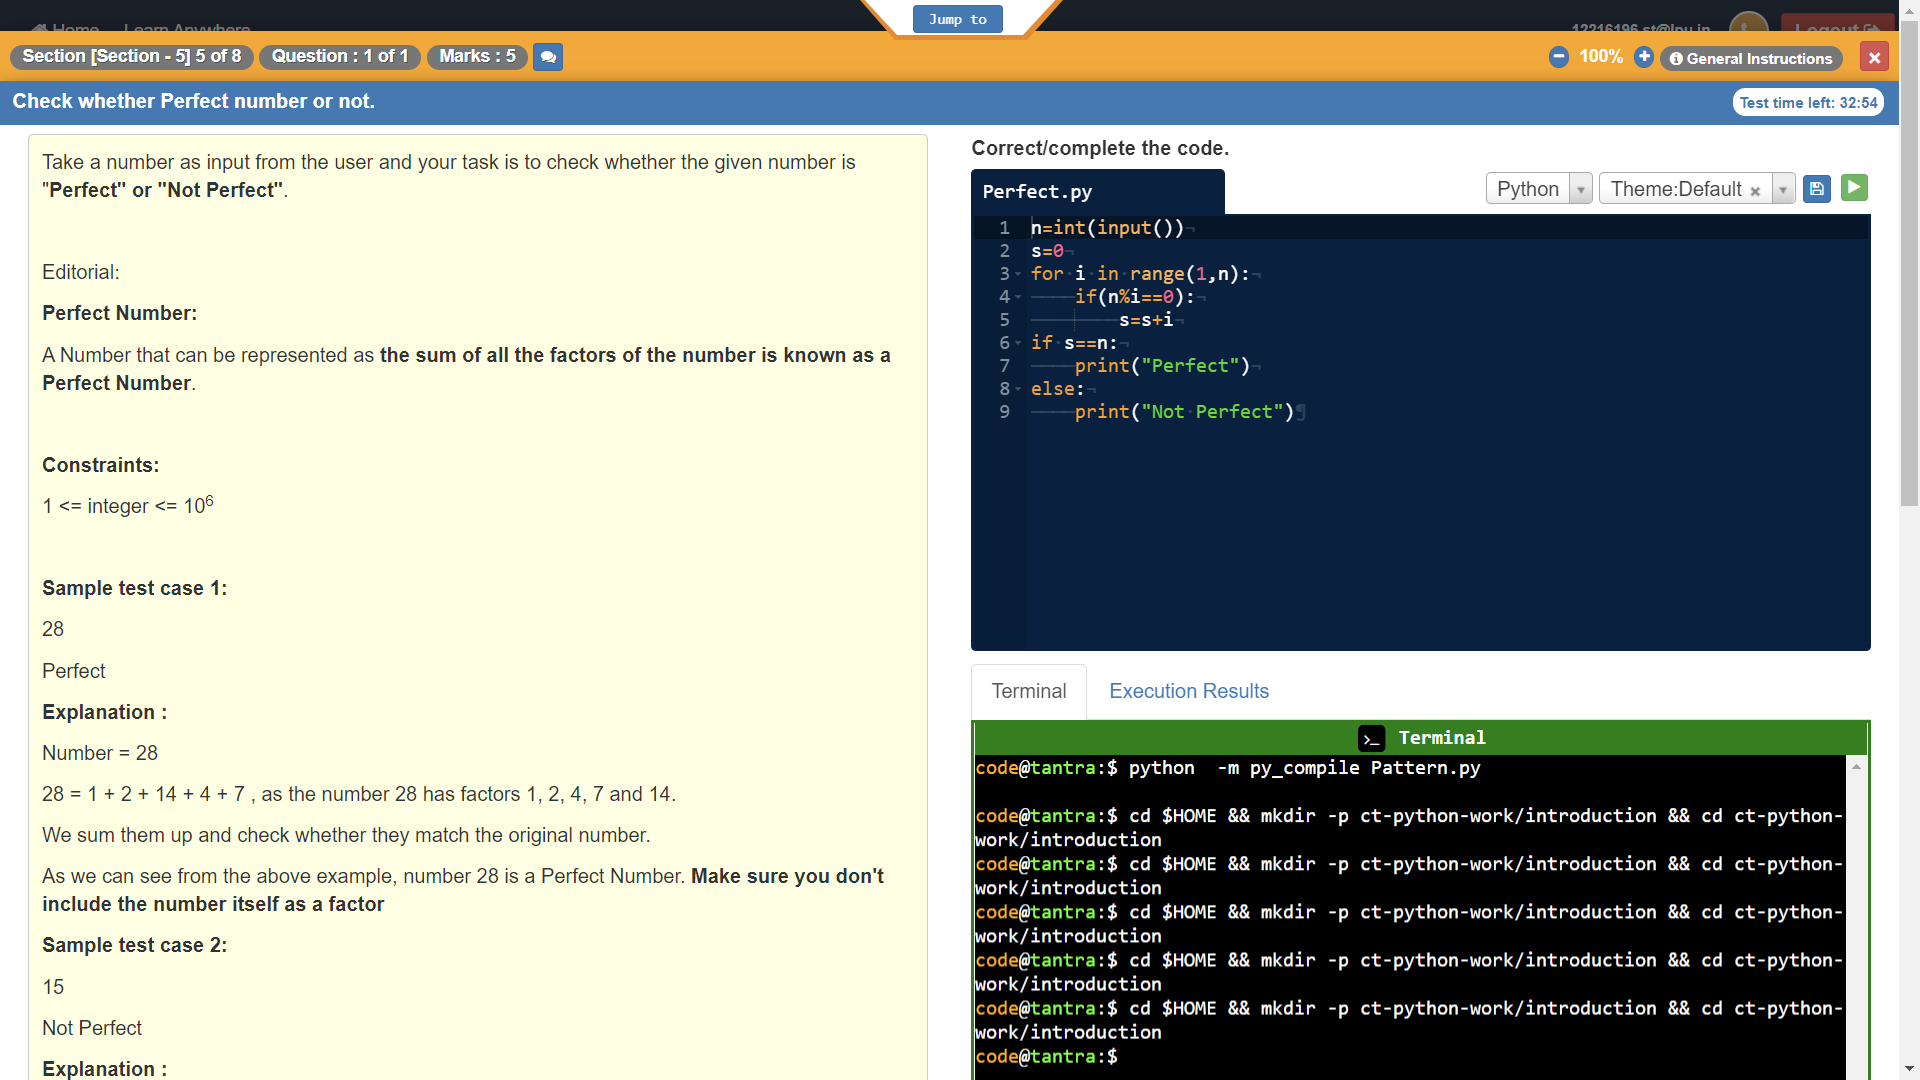 Home Learn Anywhere
Jump to
12216196.st@lpu.in
Logout
Section [Section - 5] 5 of 8
Question : 1 of 1
Marks : 5
100%
General Instructions
Check whether Perfect number or not.
Test time left: 32:54
Take a number as input from the user and your task is to check whether the given number is
"Perfect" or "Not Perfect".
Editorial:
Perfect Number:
A Number that can be represented as the sum of all the factors of the number is known as a
Perfect Number.
Constraints:
1 <= integer <= 10⁶
Sample test case 1:
28
Perfect
Explanation :
Number = 28
28 = 1 + 2 + 14 + 4 + 7 , as the number 28 has factors 1, 2, 4, 7 and 14.
We sum them up and check whether they match the original number.
As we can see from the above example, number 28 is a Perfect Number. Make sure you don't
include the number itself as a factor
Sample test case 2:
15
Not Perfect
Explanation :
Correct/complete the code.
Perfect.py
Python
Theme:Default
1 n=int(input())
2 s=0
3 for i in range(1,n):
4 if(n%i==0):
5 s=s+i
6 if s==n:
7 print("Perfect")
8 else:
9 print("Not Perfect")
Terminal Execution Results
Terminal
code@tantra:$ python  -m py_compile Pattern.py
code@tantra:$ cd $HOME && mkdir -p ct-python-work/introduction && cd ct-python-
work/introduction
code@tantra:$ cd $HOME && mkdir -p ct-python-work/introduction && cd ct-python-
work/introduction
code@tantra:$ cd $HOME && mkdir -p ct-python-work/introduction && cd ct-python-
work/introduction
code@tantra:$ cd $HOME && mkdir -p ct-python-work/introduction && cd ct-python-
work/introduction
code@tantra:$ cd $HOME && mkdir -p ct-python-work/introduction && cd ct-python-
work/introduction
code@tantra:$